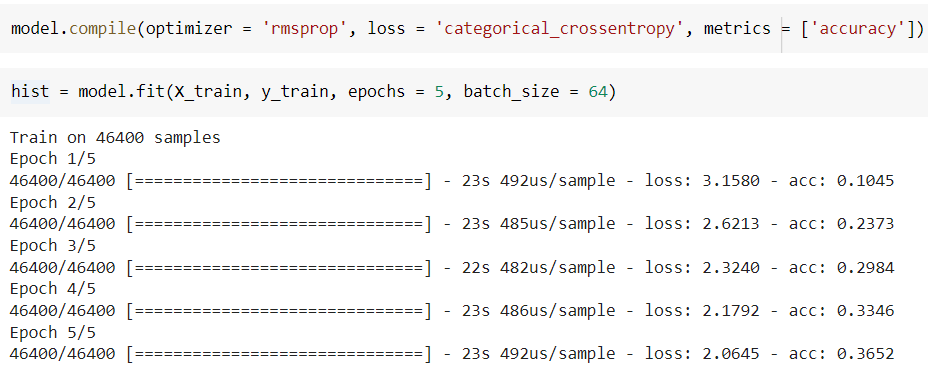 model.compile(optimizer = 'rmsprop', loss = 'categorical_crossentropy', metrics = ['accuracy'])
hist = model.fit(X_train, y_train, epochs = 5, batch_size = 64)
Train on 46400 samples
Epoch 1/5
46400/46400 [==============================] - 23s 492us/sample - loss: 3.1580 - acc: 0.1045
Epoch 2/5
46400/46400 [==============================] - 23s 485us/sample - loss: 2.6213 - acc: 0.2373
Epoch 3/5
46400/46400 [==============================] - 22s 482us/sample - loss: 2.3240 - acc: 0.2984
Epoch 4/5
46400/46400 [==============================] - 23s 486us/sample - loss: 2.1792 - acc: 0.3346
Epoch 5/5
46400/46400 [==============================] - 23s 492us/sample - loss: 2.0645 - acc: 0.3652